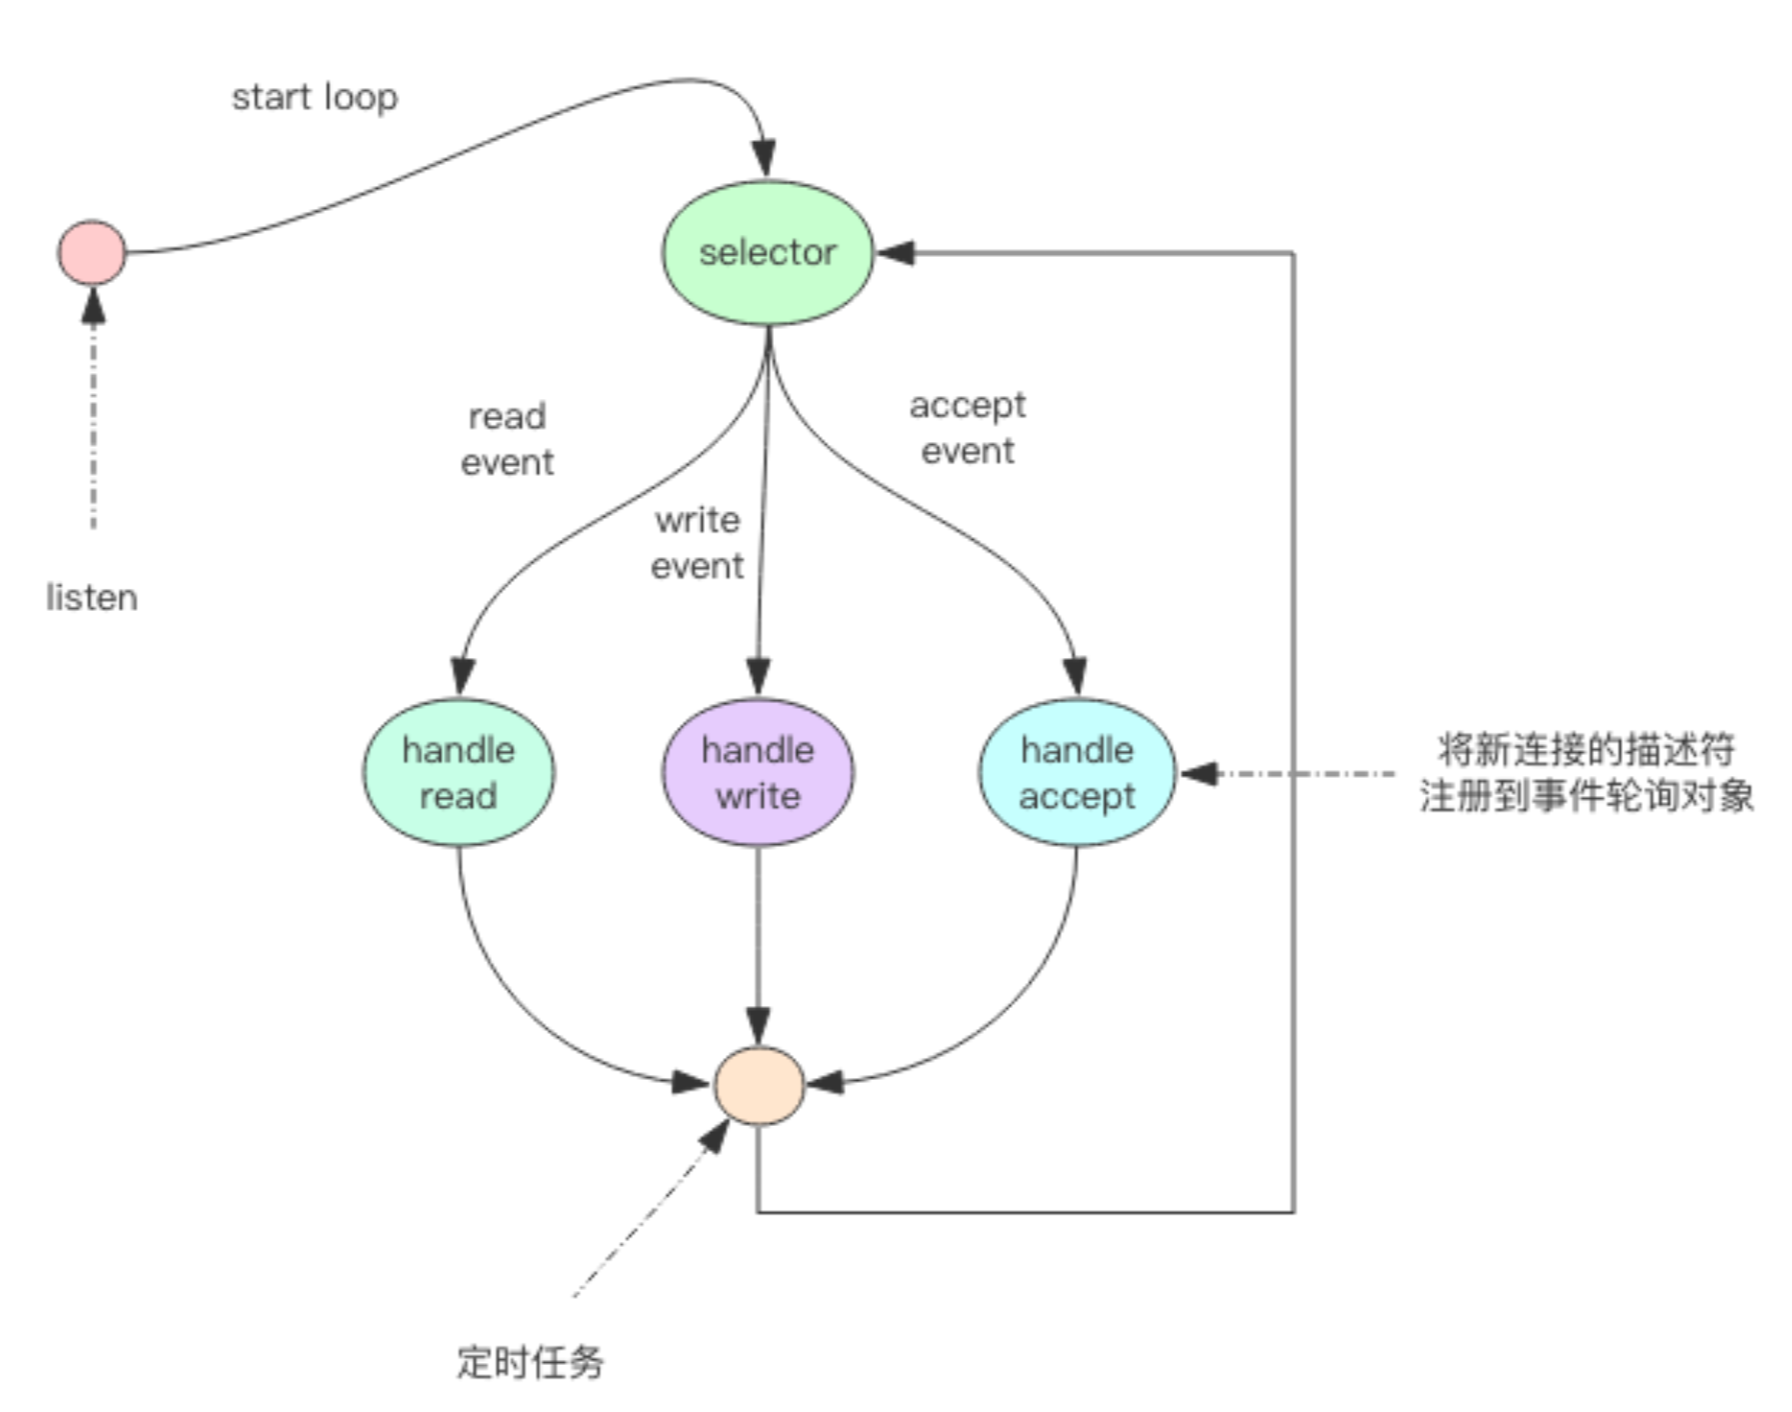 start loop
selector
read
event
accept
event
write
event
listen
handle
read
handle
write
handle
accept
将新连接的描述符
注册到事件轮询对象
定时任务